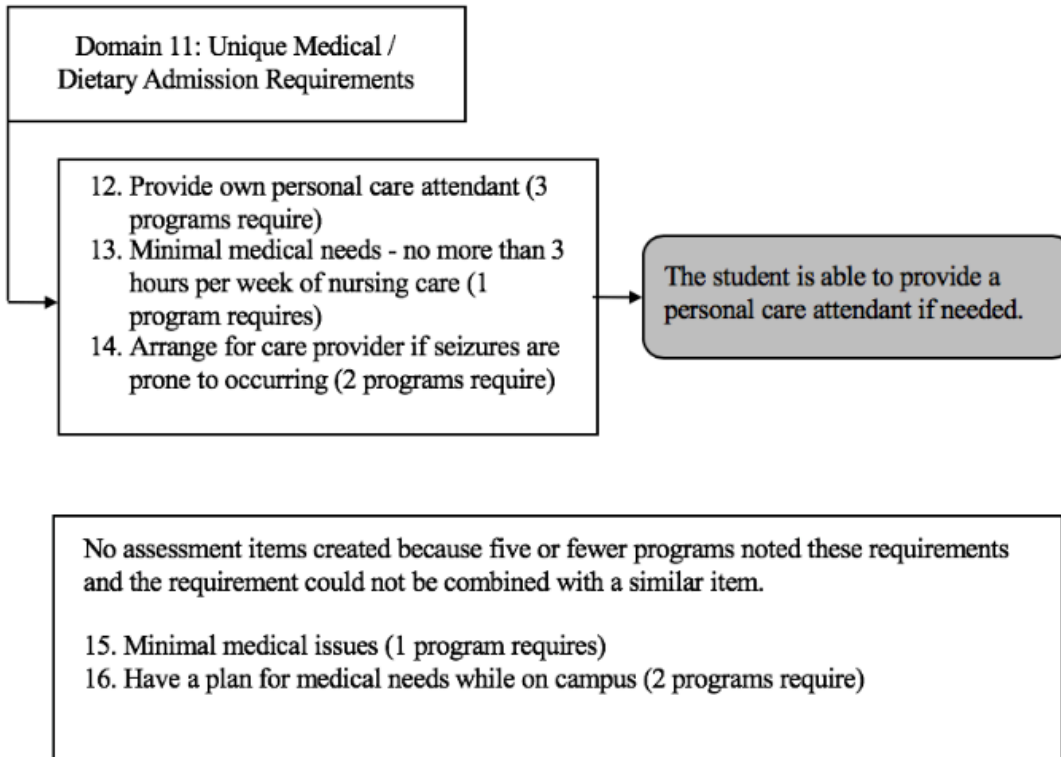 Domain 11: Unique Medical /
Dietary Admission Requirements
12. Provide own personal care attendant (3
programs require)
13. Minimal medical needs - no more than 3
hours per week of nursing care (1
program requires)
14. Arrange for care provider if seizures are
prone to occurring (2 programs require)
The student is able to provide a
personal care attendant if needed.
No assessment items created because five or fewer programs noted these requirements
and the requirement could not be combined with a similar item.
15. Minimal medical issues (1 program requires)
16. Have a plan for medical needs while on campus (2 programs require)